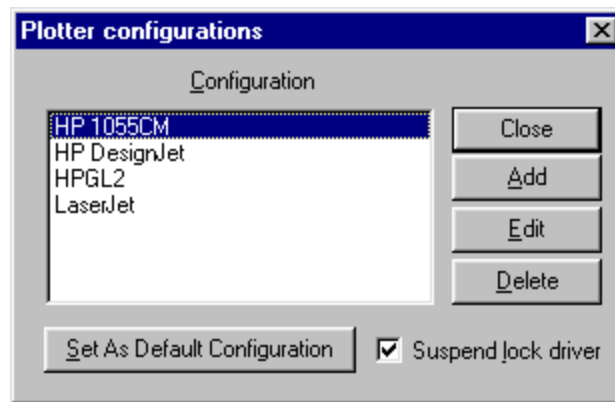 Plotter configurations
Configuration
HP 1055CM
HP DesignJet
HPGL2
LaserJet
Close
Add
Edit
Delete
Set As Default Configuration
Suspend lock driver